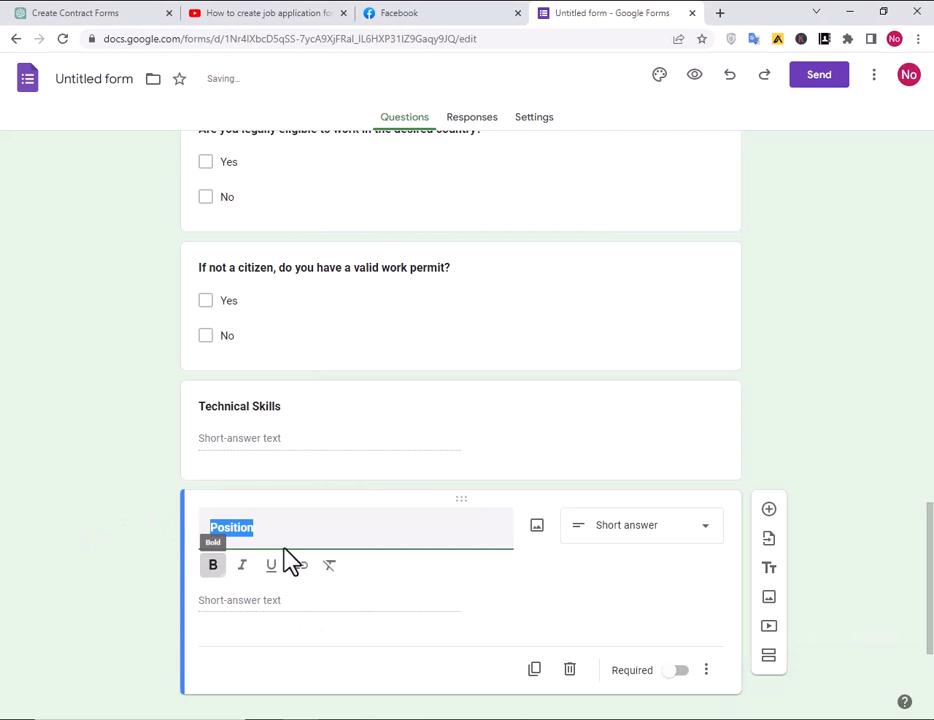 Create Contract Forms
How to create job application fo
Facebook
Untitled form - Google Forms
docs.google.com/forms/d/1Nr4lXbcD5qSS-7ycA9XjFRal_IL6HXP31IZ9Gaqy9JQ/edit
No
Untitled form
Saving...
Send
No
Questions
Responses
Settings
Are you legally eligible to work in the desired country?
Yes
No
If not a citizen, do you have a valid work permit?
Yes
No
Technical Skills
Short-answer text
Position
Short answer
Bold
B I U
Short-answer text
Required